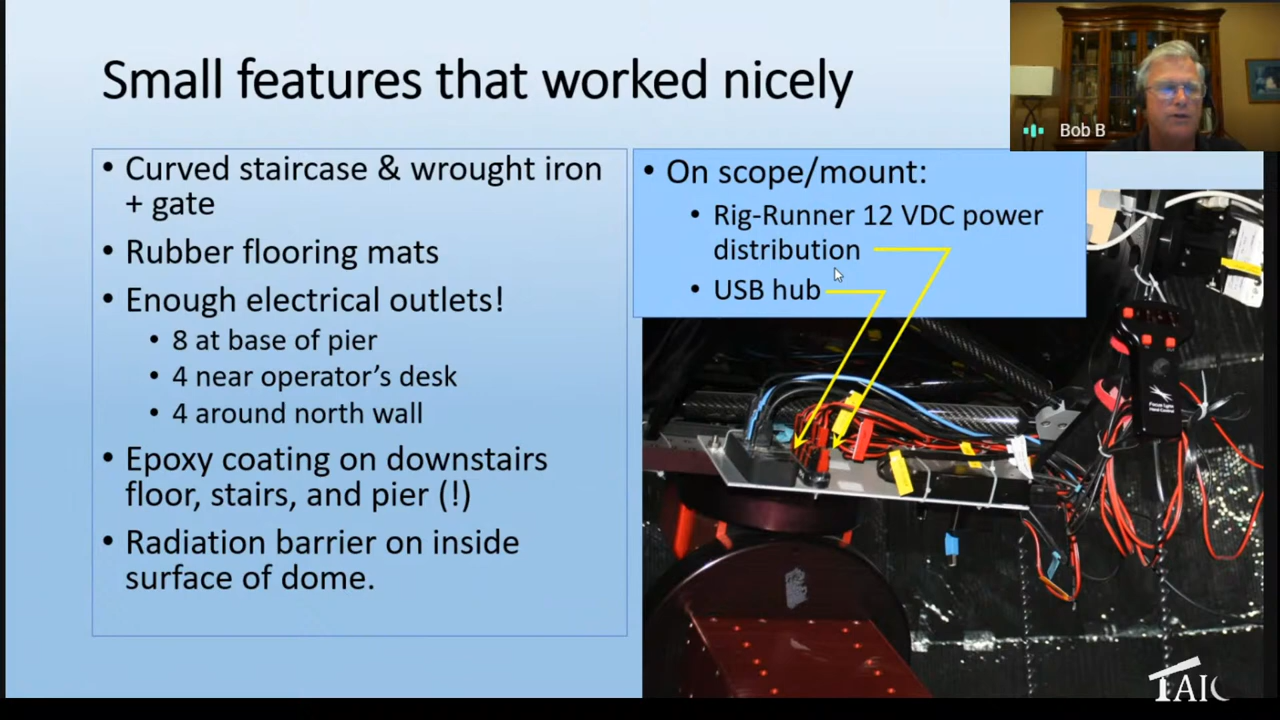 Small features that worked nicely
• Curved staircase & wrought iron
+ gate
• Rubber flooring mats
• Enough electrical outlets!
• 8 at base of pier
• 4 near operator's desk
• 4 around north wall
• Epoxy coating on downstairs
floor, stairs, and pier (!)
• Radiation barrier on inside
surface of dome.
• On scope/mount:
• Rig-Runner 12 VDC power
distribution
• USB hub
Bob B
Hand Control
TAIC